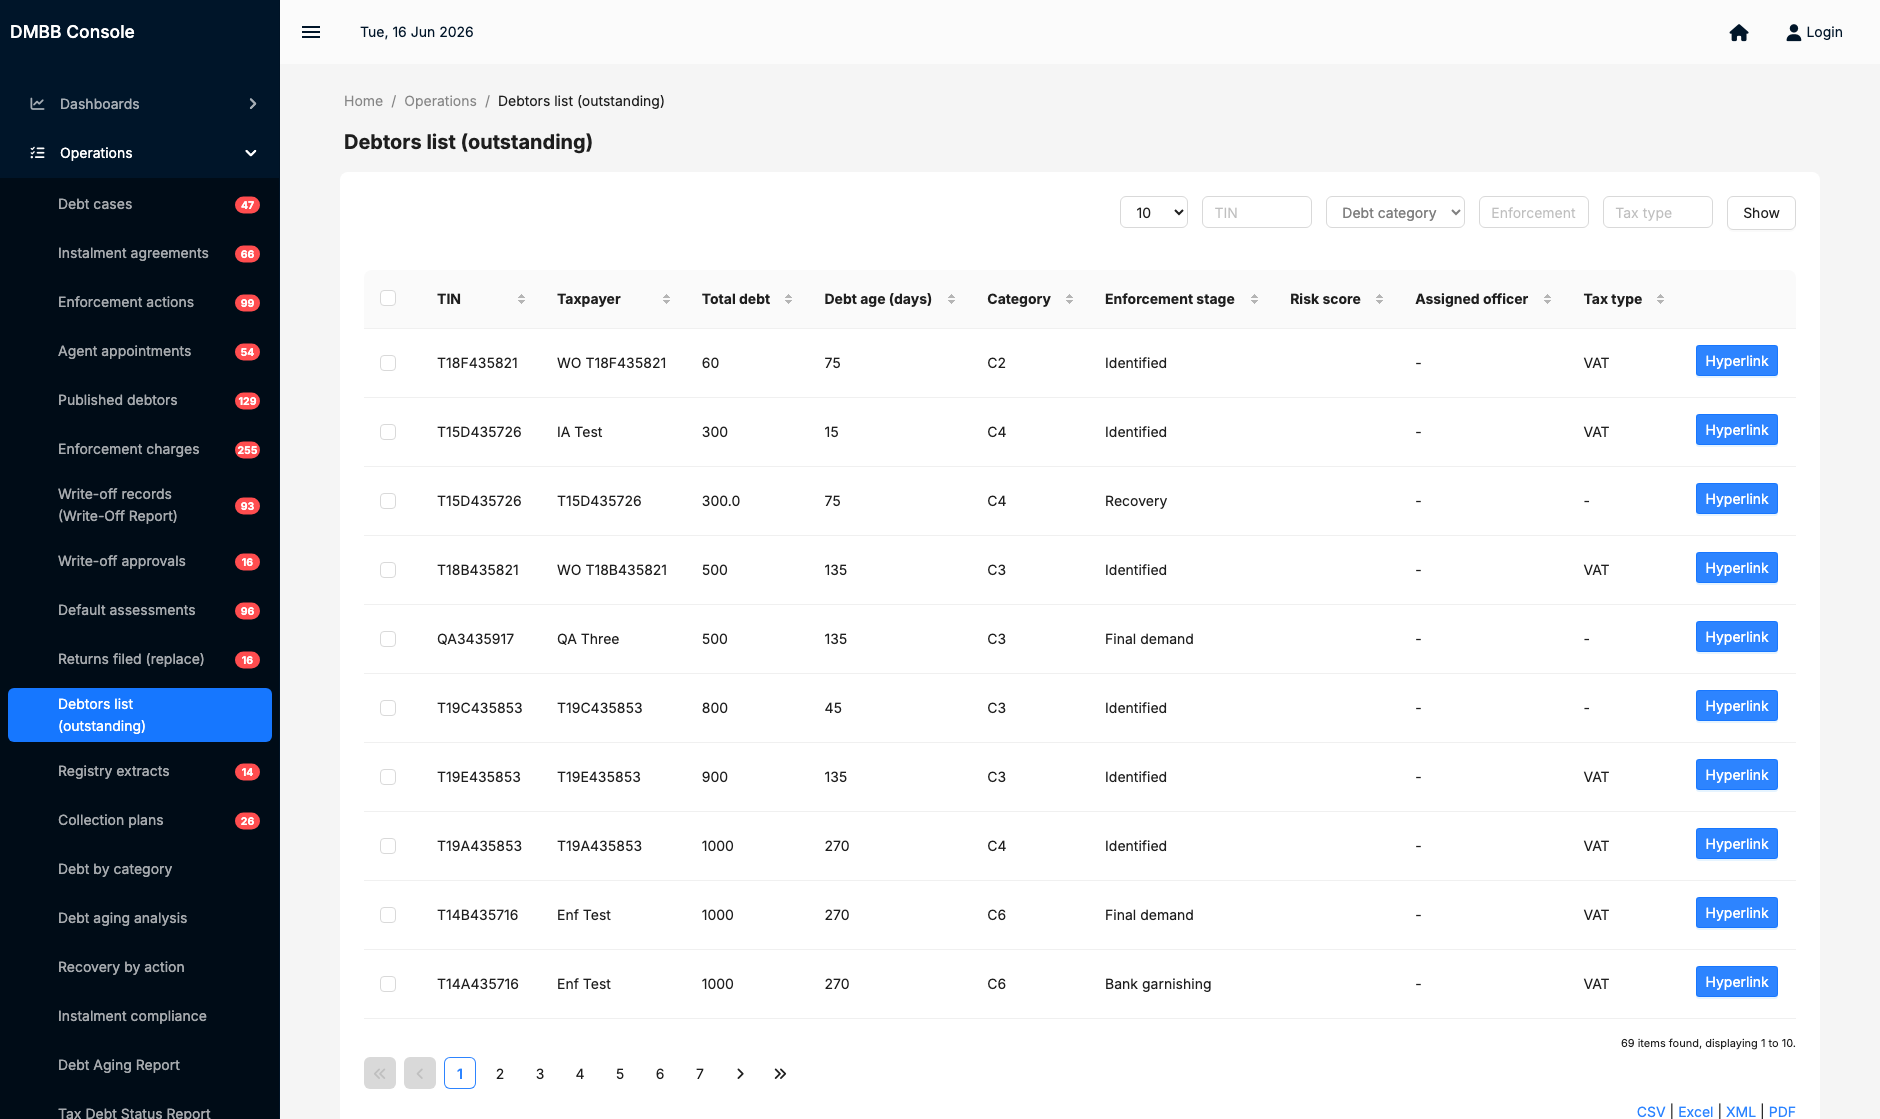 DMBB Console
Tue, 16 Jun 2026
Login
Dashboards
Operations
Debt cases 47
Instalment agreements 66
Enforcement actions 99
Agent appointments 54
Published debtors 129
Enforcement charges 255
Write-off records
(Write-Off Report) 93
Write-off approvals 16
Default assessments 96
Returns filed (replace) 16
Debtors list
(outstanding)
Registry extracts 14
Collection plans 26
Debt by category
Debt aging analysis
Recovery by action
Instalment compliance
Debt Aging Report
Tax Debt Status Report
Home / Operations / Debtors list (outstanding)
Debtors list (outstanding)
10 TIN Debt category Enforcement Tax type Show
TIN Taxpayer Total debt Debt age (days) Category Enforcement stage Risk score Assigned officer Tax type
T18F435821 WO T18F435821 60 75 C2 Identified - VAT Hyperlink
T15D435726 IA Test 300 15 C4 Identified - VAT Hyperlink
T15D435726 T15D435726 300.0 75 C4 Recovery - - Hyperlink
T18B435821 WO T18B435821 500 135 C3 Identified - VAT Hyperlink
QA3435917 QA Three 500 135 C3 Final demand - - Hyperlink
T19C435853 T19C435853 800 45 C3 Identified - - Hyperlink
T19E435853 T19E435853 900 135 C3 Identified - VAT Hyperlink
T19A435853 T19A435853 1000 270 C4 Identified - VAT Hyperlink
T14B435716 Enf Test 1000 270 C6 Final demand - VAT Hyperlink
T14A435716 Enf Test 1000 270 C6 Bank garnishing - VAT Hyperlink
69 items found, displaying 1 to 10.
« ‹ 1 2 3 4 5 6 7 › »
CSV | Excel | XML | PDF